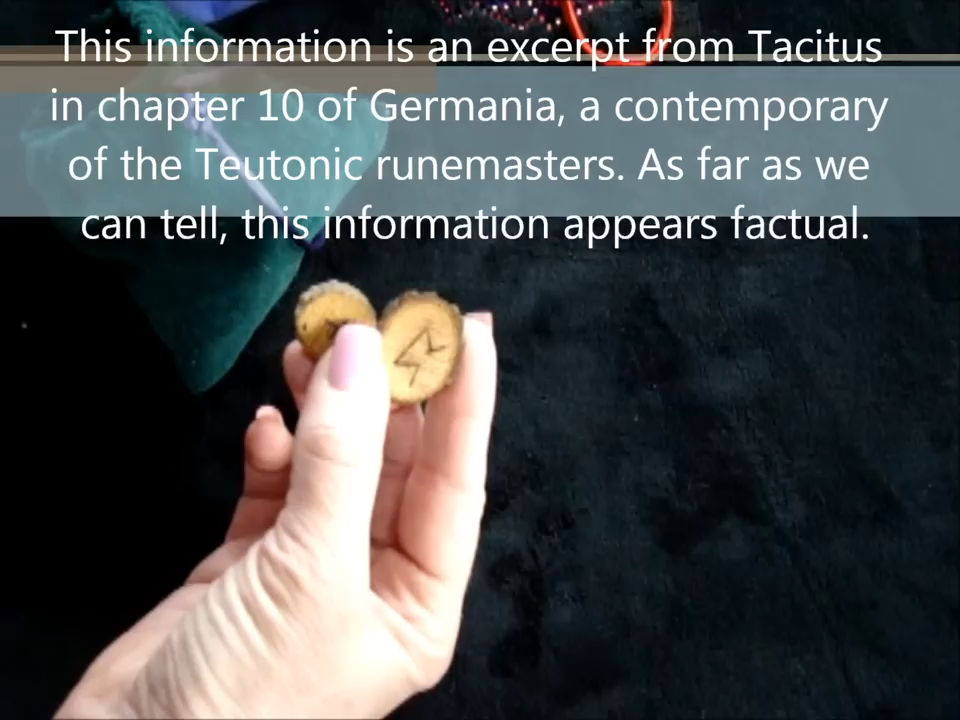 This information is an excerpt from Tacitus
in chapter 10 of Germania, a contemporary
of the Teutonic runemasters. As far as we
can tell, this information appears factual.